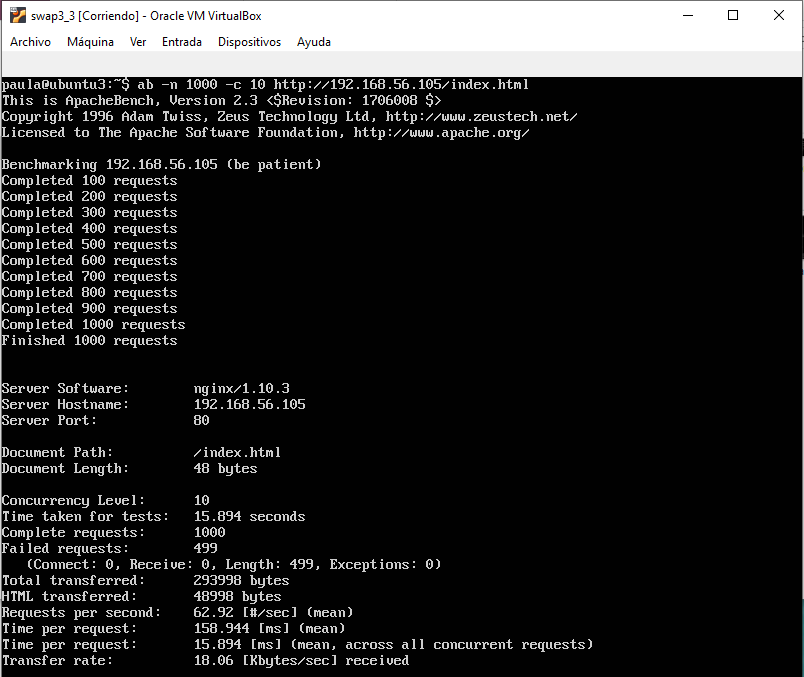 swap3_3 [Corriendo] - Oracle VM VirtualBox
Archivo Máquina Ver Entrada Dispositivos Ayuda
paula@ubuntu3:~$ ab -n 1000 -c 10 http://192.168.56.105/index.html
This is ApacheBench, Version 2.3 <$Revision: 1706008 $>
Copyright 1996 Adam Twiss, Zeus Technology Ltd, http://www.zeustech.net/
Licensed to The Apache Software Foundation, http://www.apache.org/
Benchmarking 192.168.56.105 (be patient)
Completed 100 requests
Completed 200 requests
Completed 300 requests
Completed 400 requests
Completed 500 requests
Completed 600 requests
Completed 700 requests
Completed 800 requests
Completed 900 requests
Completed 1000 requests
Finished 1000 requests
Server Software: nginx/1.10.3
Server Hostname: 192.168.56.105
Server Port: 80
Document Path: /index.html
Document Length: 48 bytes
Concurrency Level: 10
Time taken for tests: 15.894 seconds
Complete requests: 1000
Failed requests: 499
(Connect: 0, Receive: 0, Length: 499, Exceptions: 0)
Total transferred: 293998 bytes
HTML transferred: 48998 bytes
Requests per second: 62.92 [#/sec] (mean)
Time per request: 158.944 [ms] (mean)
Time per request: 15.894 [ms] (mean, across all concurrent requests)
Transfer rate: 18.06 [Kbytes/sec] received